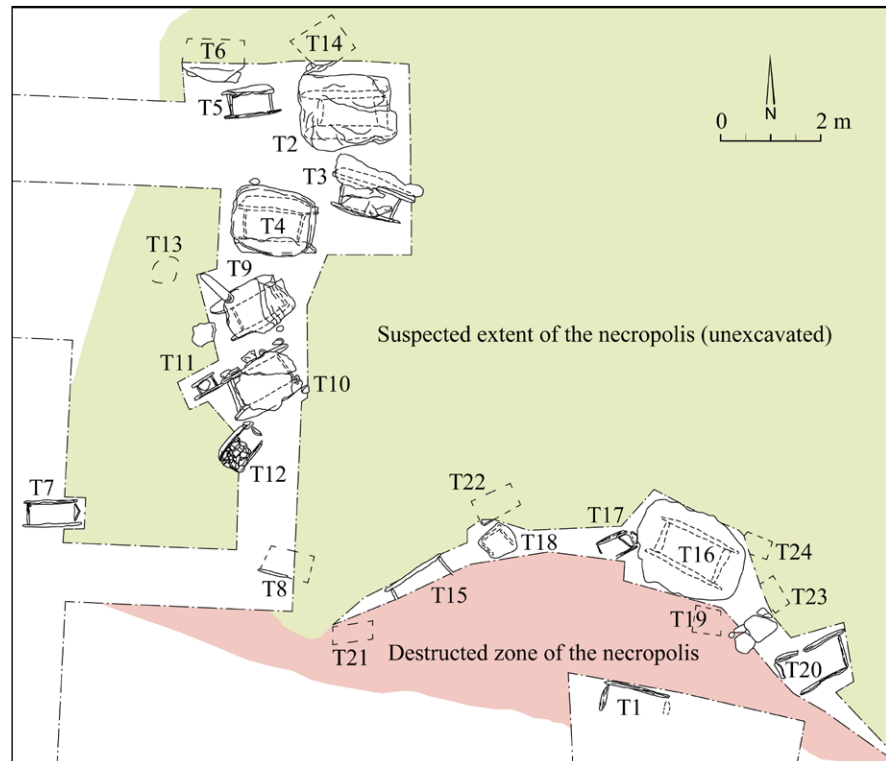 T6
T14
T5
T2
N
0 2 m
T3
T4
T13
T9
Suspected extent of the necropolis (unexcavated)
T11
T10
T12
T7
T22
T17
T18
T16
T24
T8
T15
T23
T19
T21
Destructed zone of the necropolis
T20
T1